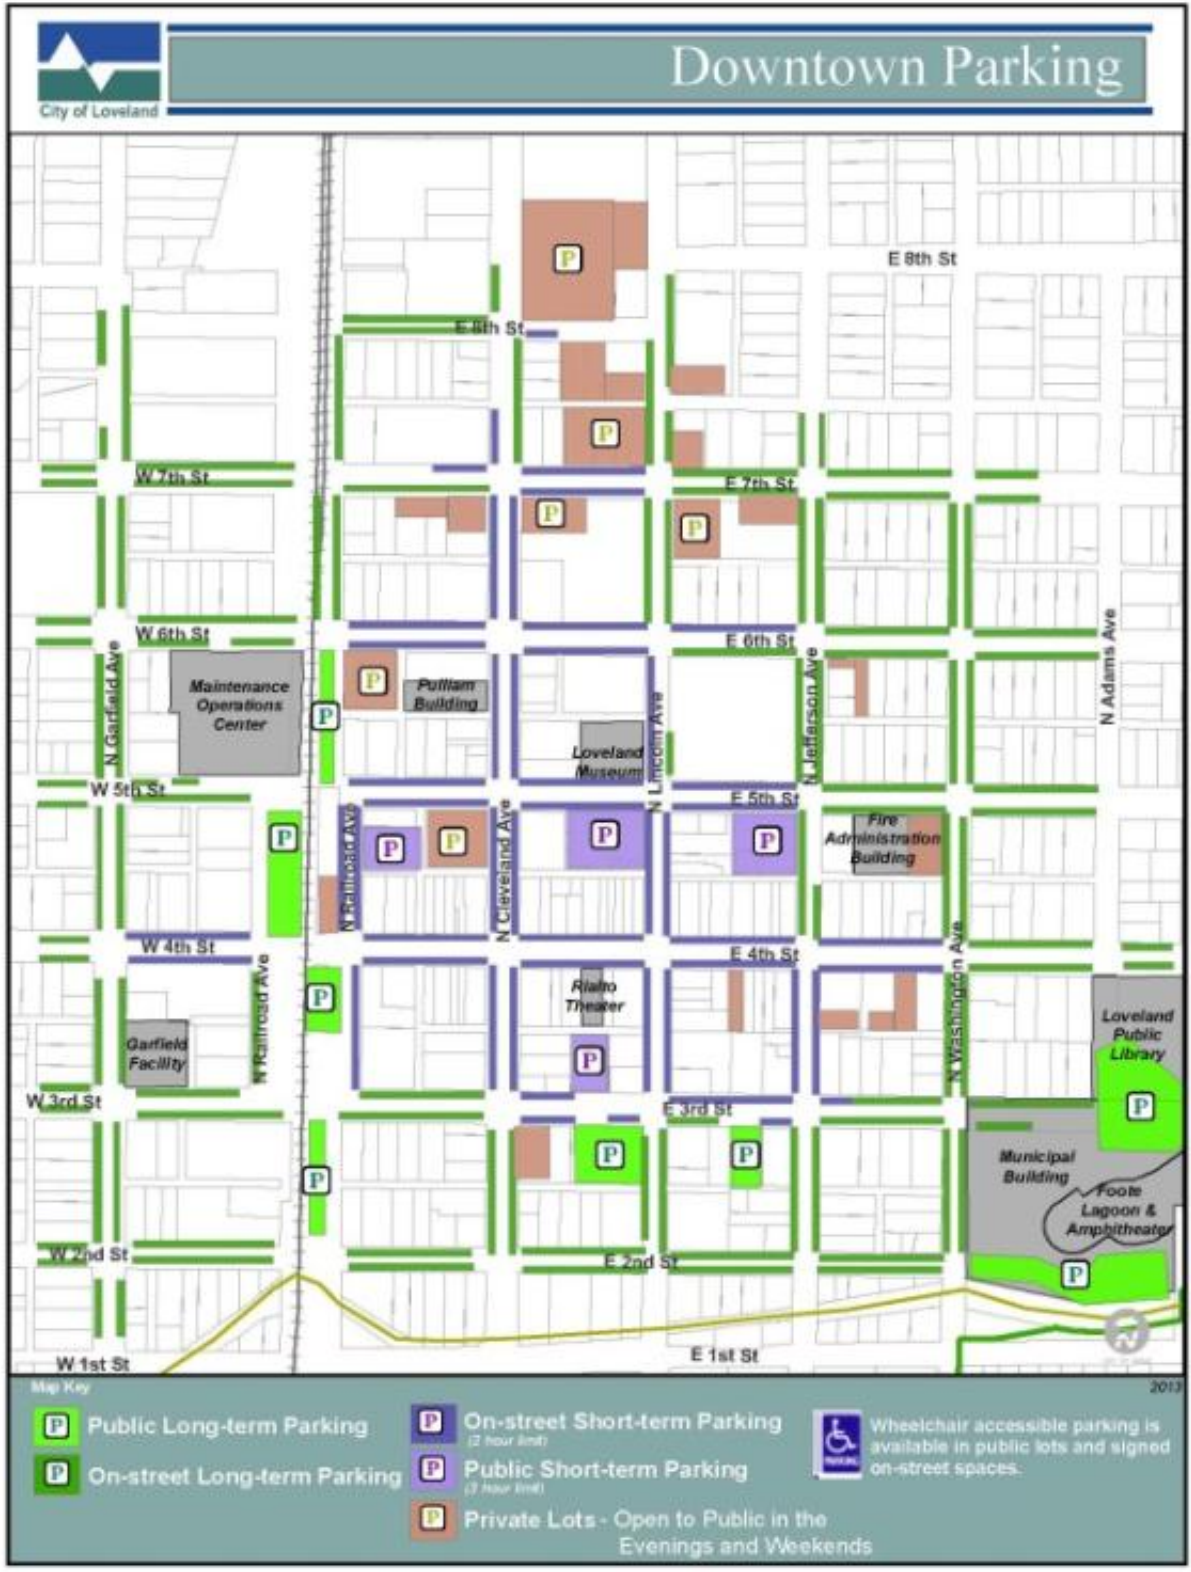 City of Loveland
Downtown Parking
E 8th St
E 8th St
P
P
W 7th St
E 7th St
P
P
W 6th St
E 6th St
N Garfield Ave
Maintenance
Operations
Center
P
P
Pulliam
Building
Loveland
Museum
N Lincoln Ave
N Jefferson Ave
N Adams Ave
W 5th St
E 5th St
P
N Railroad Ave
P
P
N Cleveland Ave
P
P
Fire
Administration
Building
W 4th St
E 4th St
N Railroad Ave
P
Rialto
Theater
P
N Washington Ave
Garfield
Facility
Loveland
Public
Library
P
W 3rd St
E 3rd St
P
P
P
Municipal
Building
Foote
Lagoon &
Amphitheater
W 2nd St
E 2nd St
P
W 1st St
E 1st St
Map Key
2013
P Public Long-term Parking
P On-street Long-term Parking
P On-street Short-term Parking
(2 hour limit)
P Public Short-term Parking
(3 hour limit)
P Private Lots - Open to Public in the
Evenings and Weekends
PARKING
Wheelchair accessible parking is
available in public lots and signed
on-street spaces.